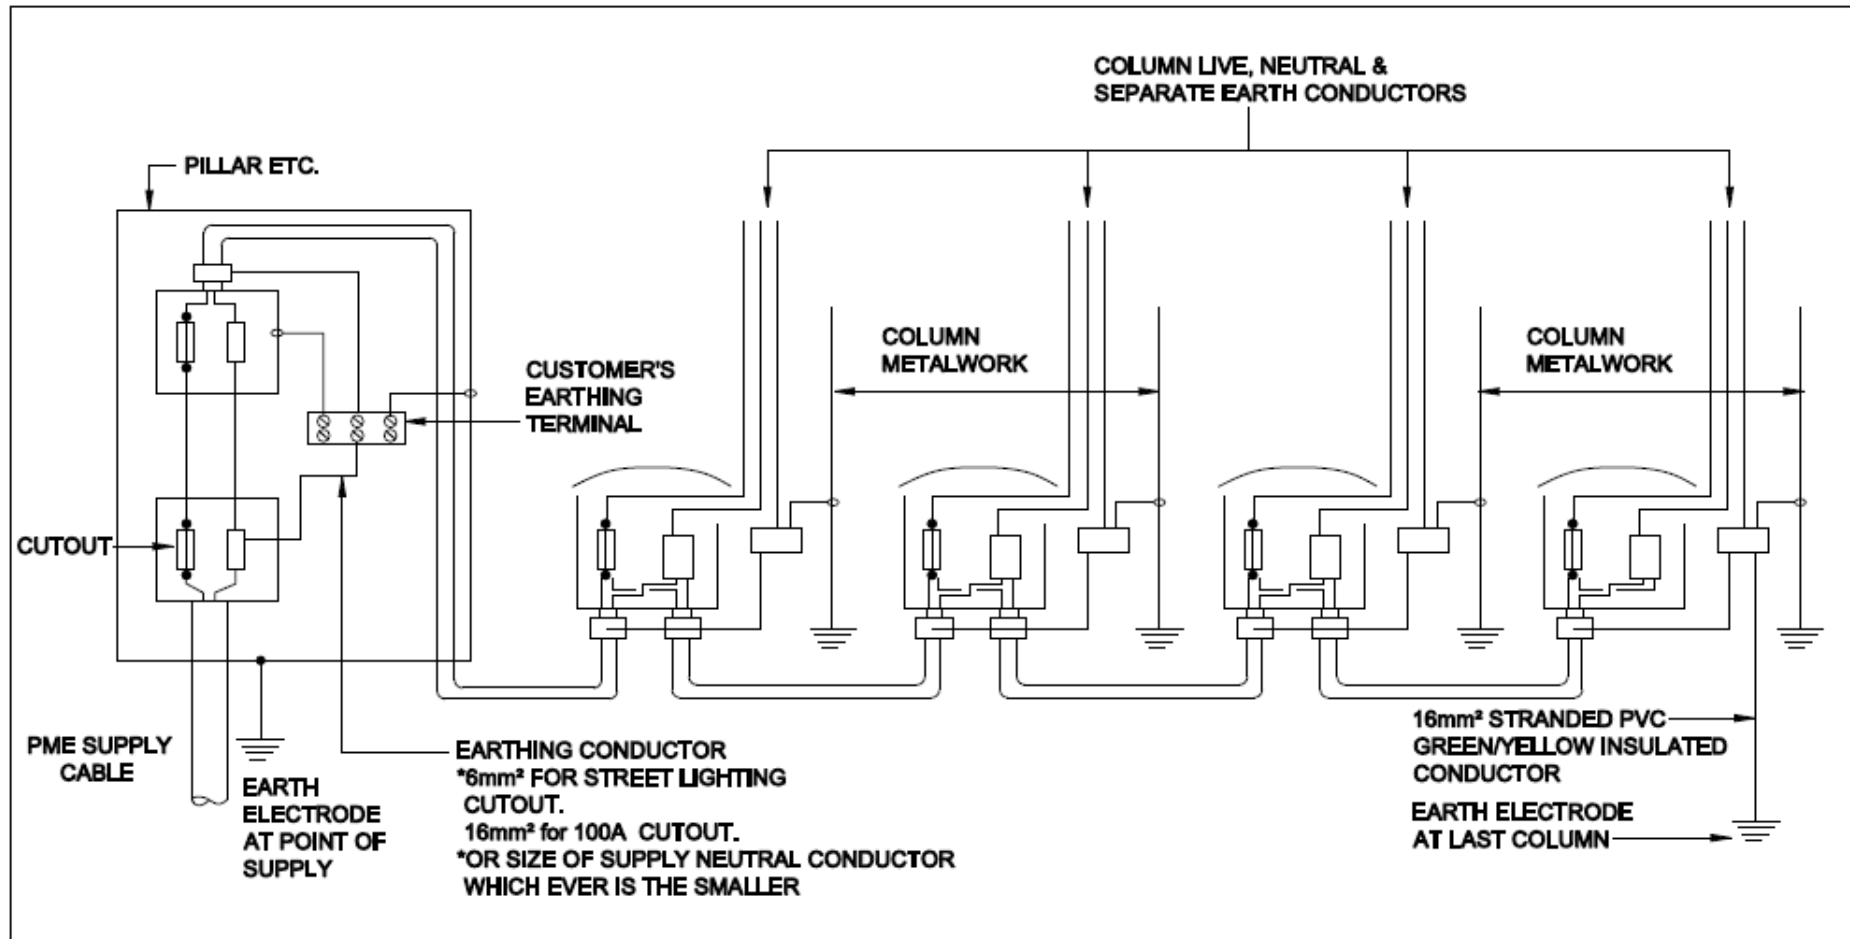 COLUMN LIVE, NEUTRAL &
SEPARATE EARTH CONDUCTORS
PILLAR ETC.
COLUMN
METALWORK
COLUMN
METALWORK
CUSTOMER'S
EARTHING
TERMINAL
CUTOUT
PME SUPPLY
CABLE
EARTH
ELECTRODE
AT POINT OF
SUPPLY
EARTHING CONDUCTOR
*6mm² FOR STREET LIGHTING
CUTOUT.
16mm² for 100A CUTOUT.
*OR SIZE OF SUPPLY NEUTRAL CONDUCTOR
WHICH EVER IS THE SMALLER
16mm² STRANDED PVC
GREEN/YELLOW INSULATED
CONDUCTOR
EARTH ELECTRODE
AT LAST COLUMN